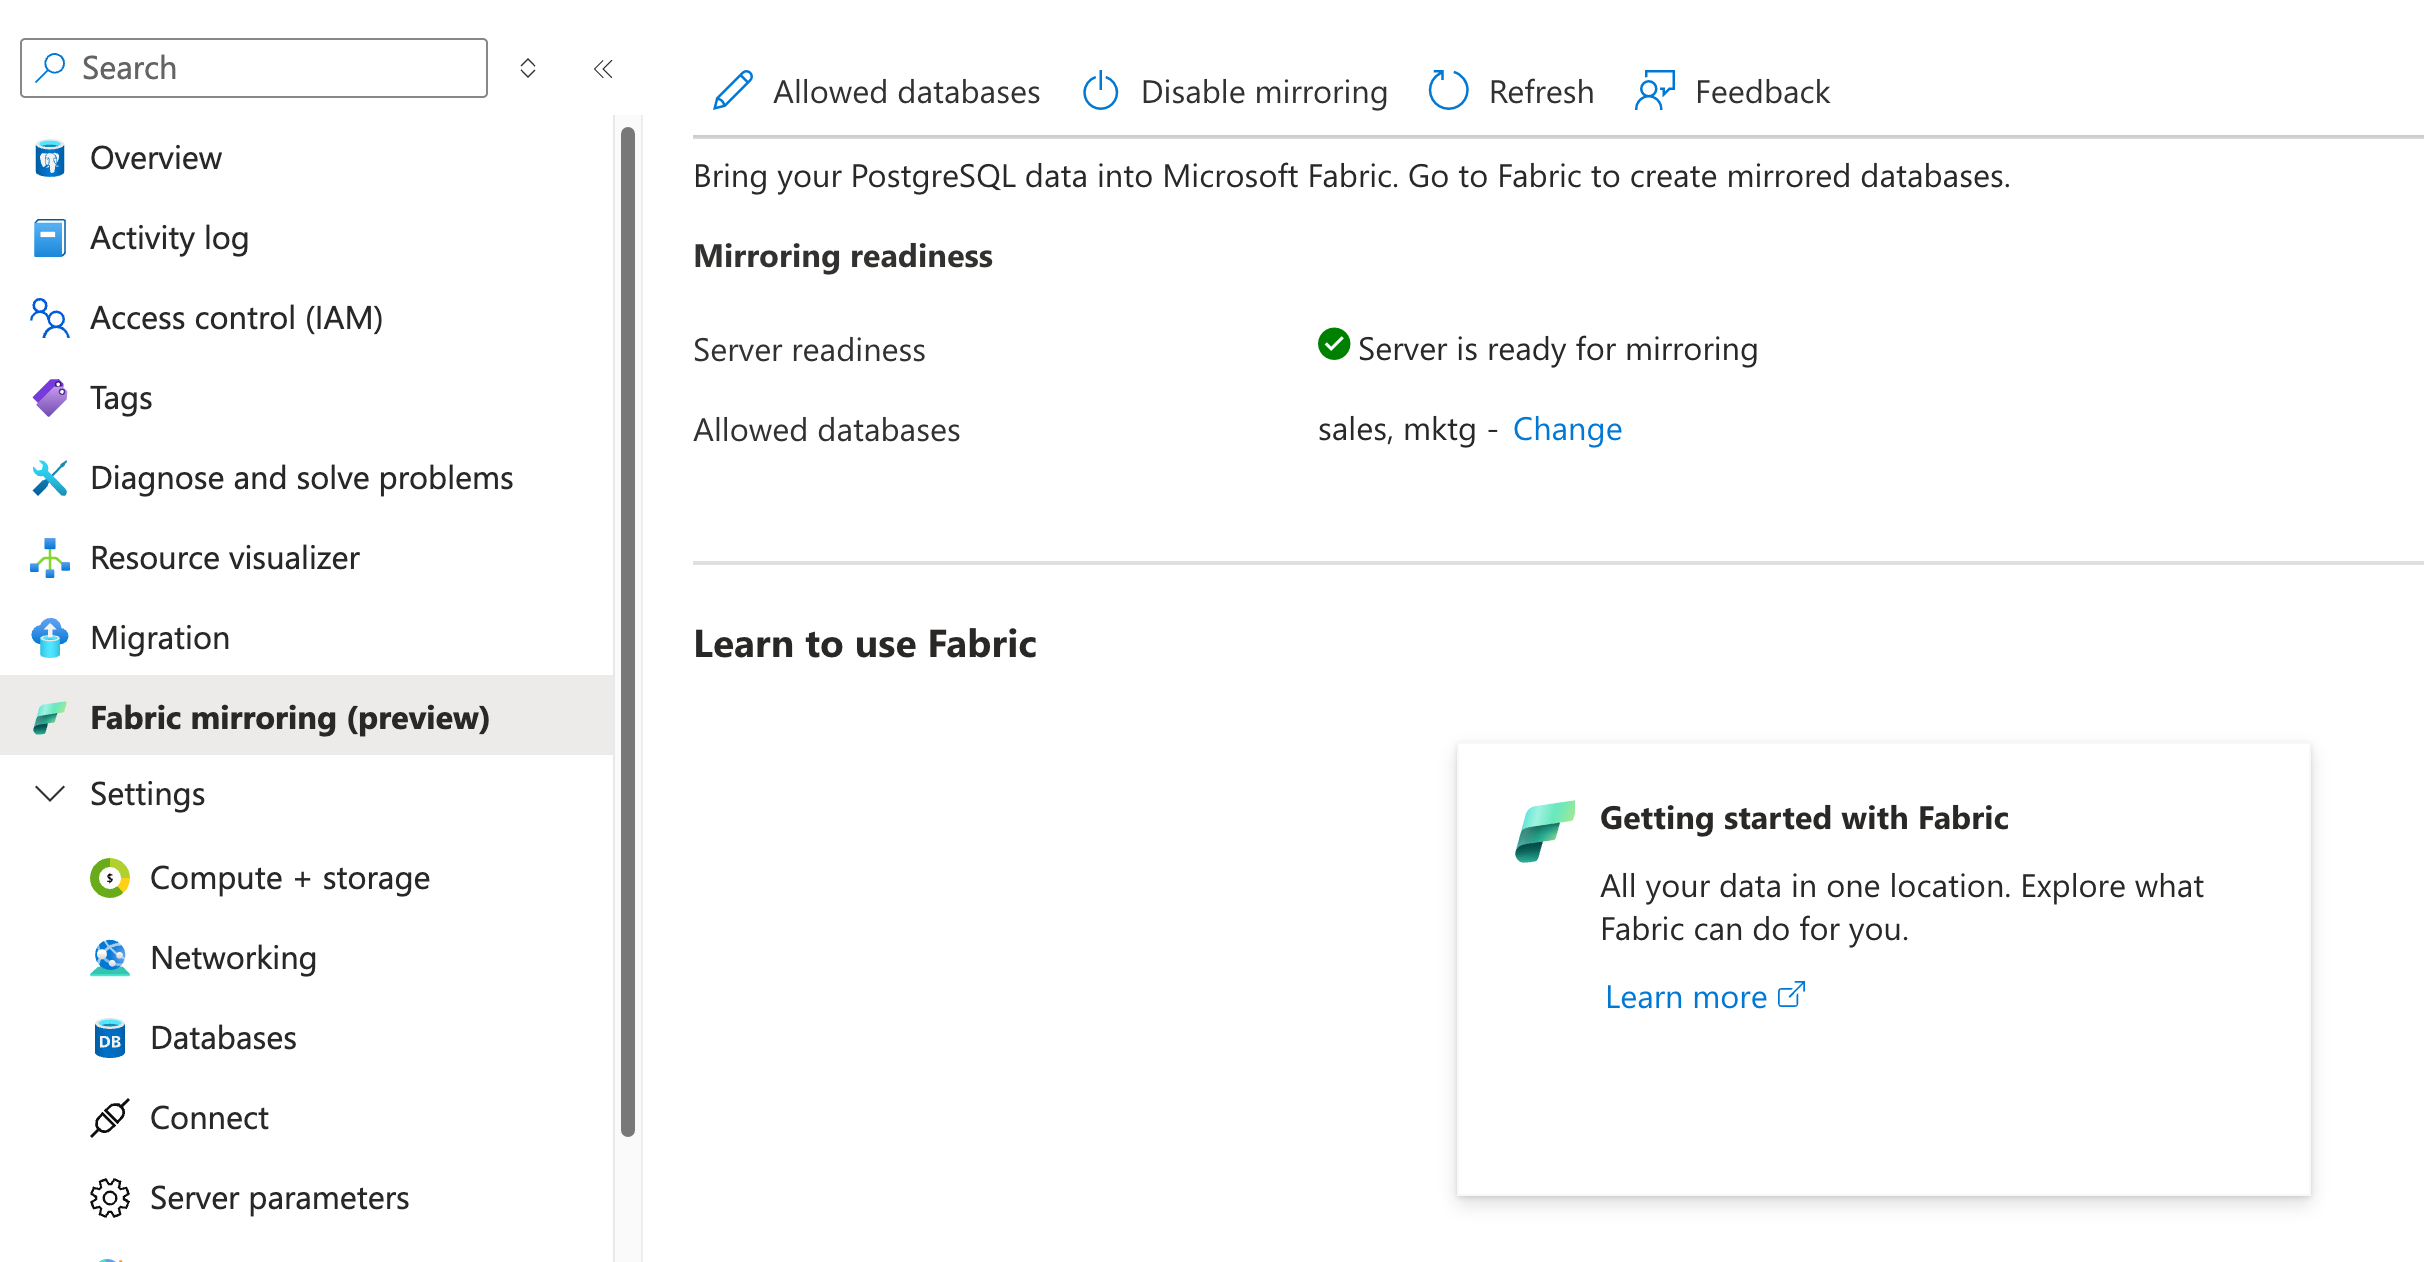 Search
Overview
Activity log
Access control (IAM)
Tags
Diagnose and solve problems
Resource visualizer
Migration
Fabric mirroring (preview)
Settings
Compute + storage
Networking
DB
Databases
Connect
Server parameters
Allowed databases
Disable mirroring
Refresh
Feedback
Bring your PostgreSQL data into Microsoft Fabric. Go to Fabric to create mirrored databases.
Mirroring readiness
Server readiness
Server is ready for mirroring
Allowed databases
sales, mktg - Change
Learn to use Fabric
Getting started with Fabric
All your data in one location. Explore what
Fabric can do for you.
Learn more